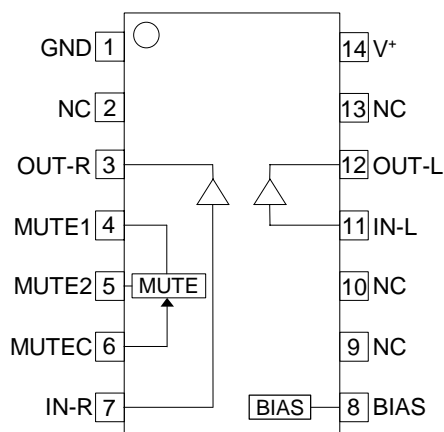 GND 1 14 V⁺
NC 2 13 NC
OUT-R 3 12 OUT-L
MUTE1 4 11 IN-L
MUTE2 5 MUTE 10 NC
MUTEC 6 9 NC
IN-R 7 BIAS 8 BIAS